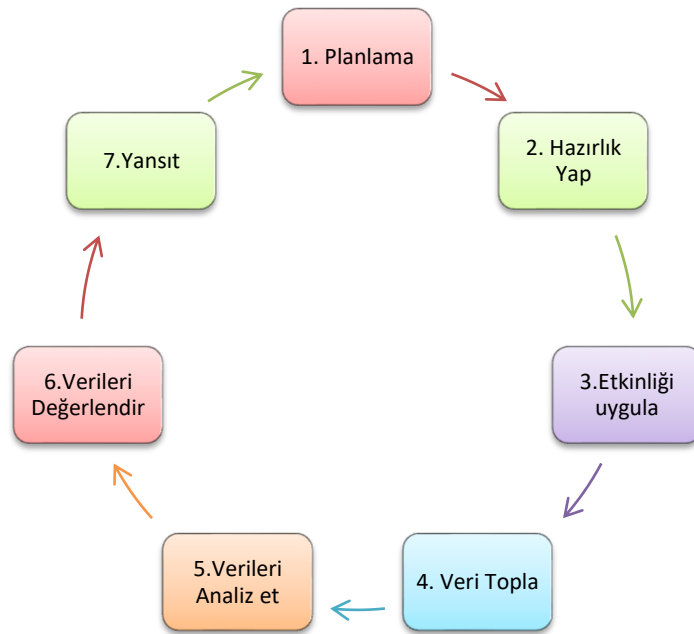 1. Planlama
2. Hazırlık
Yap
3.Etkinliği
uygula
4. Veri Topla
5.Verileri
Analiz et
6.Verileri
Değerlendir
7.Yansıt